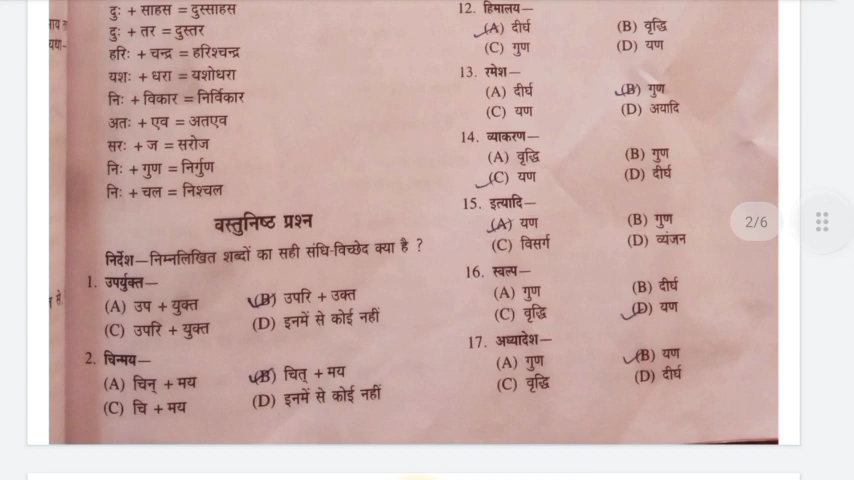 दुः + साहस = दुस्साहस
दुः + तर = दुस्तर
हरिः + चन्द्र = हरिश्चन्द्र
यशः + धरा = यशोधरा
निः + विकार = निर्विकार
अतः + एव = अतएव
सरः + ज = सरोज
निः + गुण = निर्गुण
निः + चल = निश्चल
वस्तुनिष्ठ प्रश्न
निर्देश—निम्नलिखित शब्दों का सही संधि-विच्छेद क्या है ?
1. उपर्युक्त—
(A) उप + युक्त (B) उपरि + उक्त
(C) उपरि + युक्त (D) इनमें से कोई नहीं
2. चिन्मय—
(A) चिन् + मय (B) चित् + मय
(C) चि + मय (D) इनमें से कोई नहीं
12. हिमालय—
(A) दीर्घ (B) वृद्धि
(C) गुण (D) यण
13. रमेश—
(A) दीर्घ (B) गुण
(C) यण (D) अयादि
14. व्याकरण—
(A) वृद्धि (B) गुण
(C) यण (D) दीर्घ
15. इत्यादि—
(A) यण (B) गुण
(C) विसर्ग (D) व्यंजन
16. स्वल्प—
(A) गुण (B) दीर्घ
(C) वृद्धि (D) यण
17. अध्यादेश—
(A) गुण (B) यण
(C) वृद्धि (D) दीर्घ
2/6